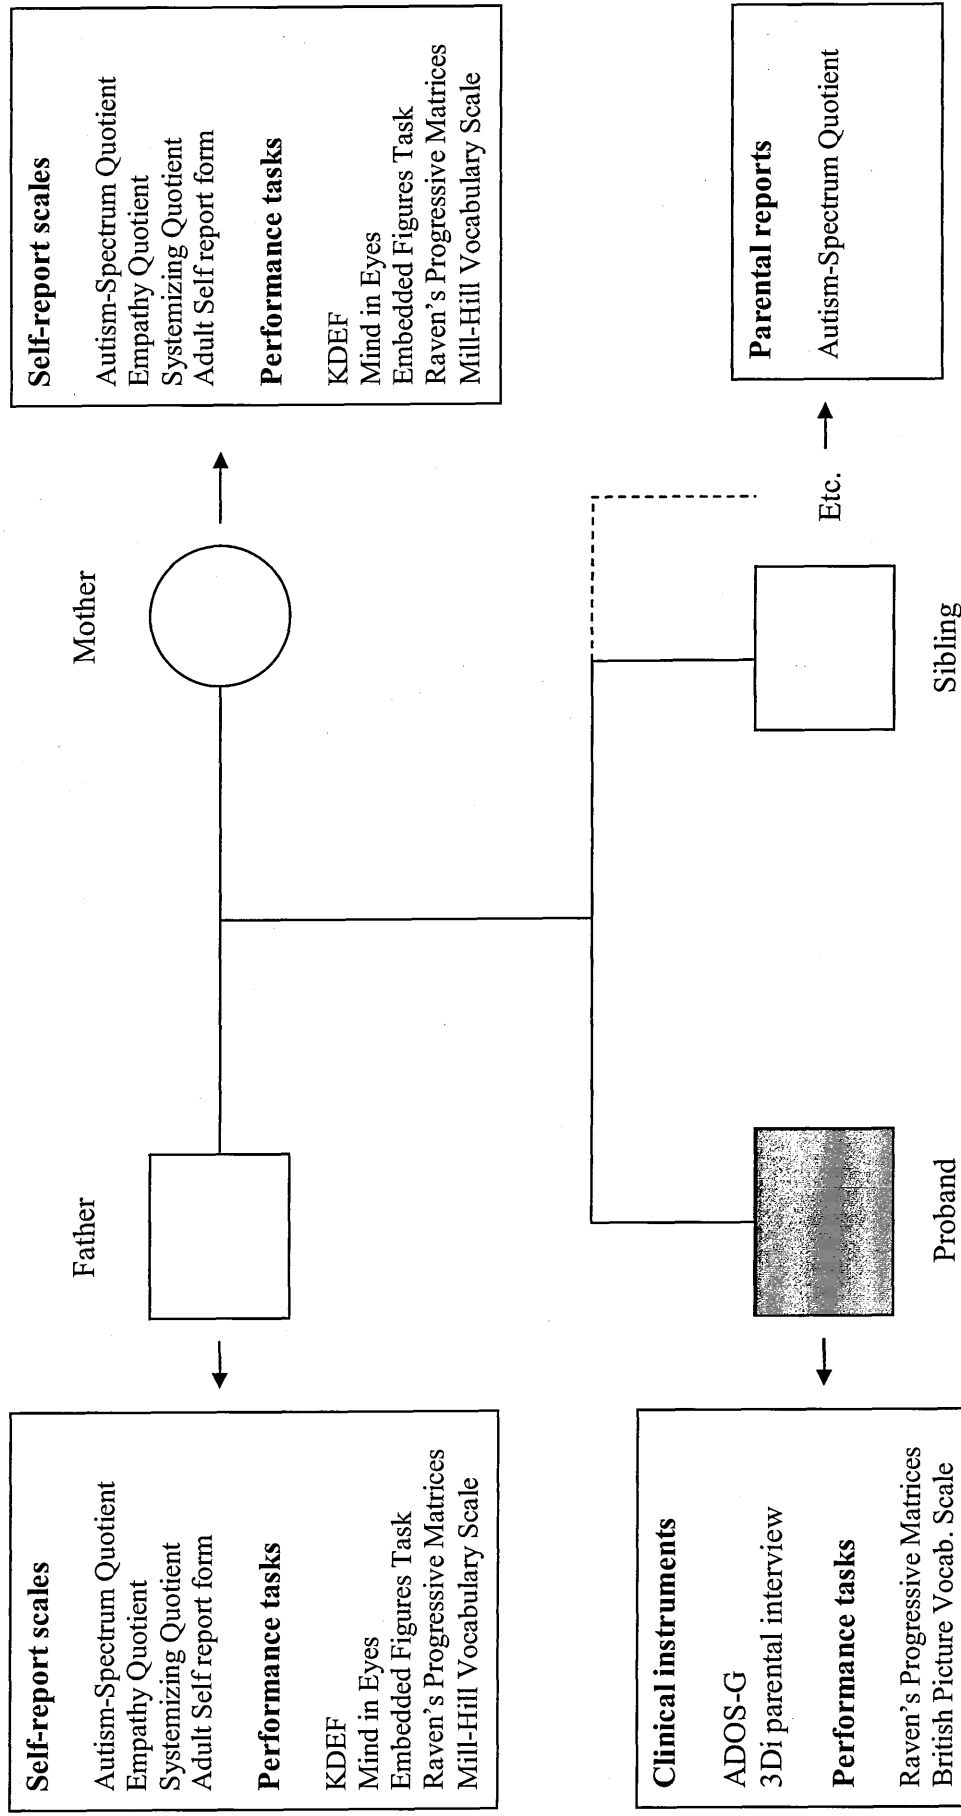 Self-report scales
Autism-Spectrum Quotient
Empathy Quotient
Systemizing Quotient
Adult Self report form
Performance tasks
KDEF
Mind in Eyes
Embedded Figures Task
Raven's Progressive Matrices
Mill-Hill Vocabulary Scale
Father
Mother
Self-report scales
Autism-Spectrum Quotient
Empathy Quotient
Systemizing Quotient
Adult Self report form
Performance tasks
KDEF
Mind in Eyes
Embedded Figures Task
Raven's Progressive Matrices
Mill-Hill Vocabulary Scale
Clinical instruments
ADOS-G
3Di parental interview
Performance tasks
Raven's Progressive Matrices
British Picture Vocab. Scale
Proband
Sibling
Etc.
Parental reports
Autism-Spectrum Quotient